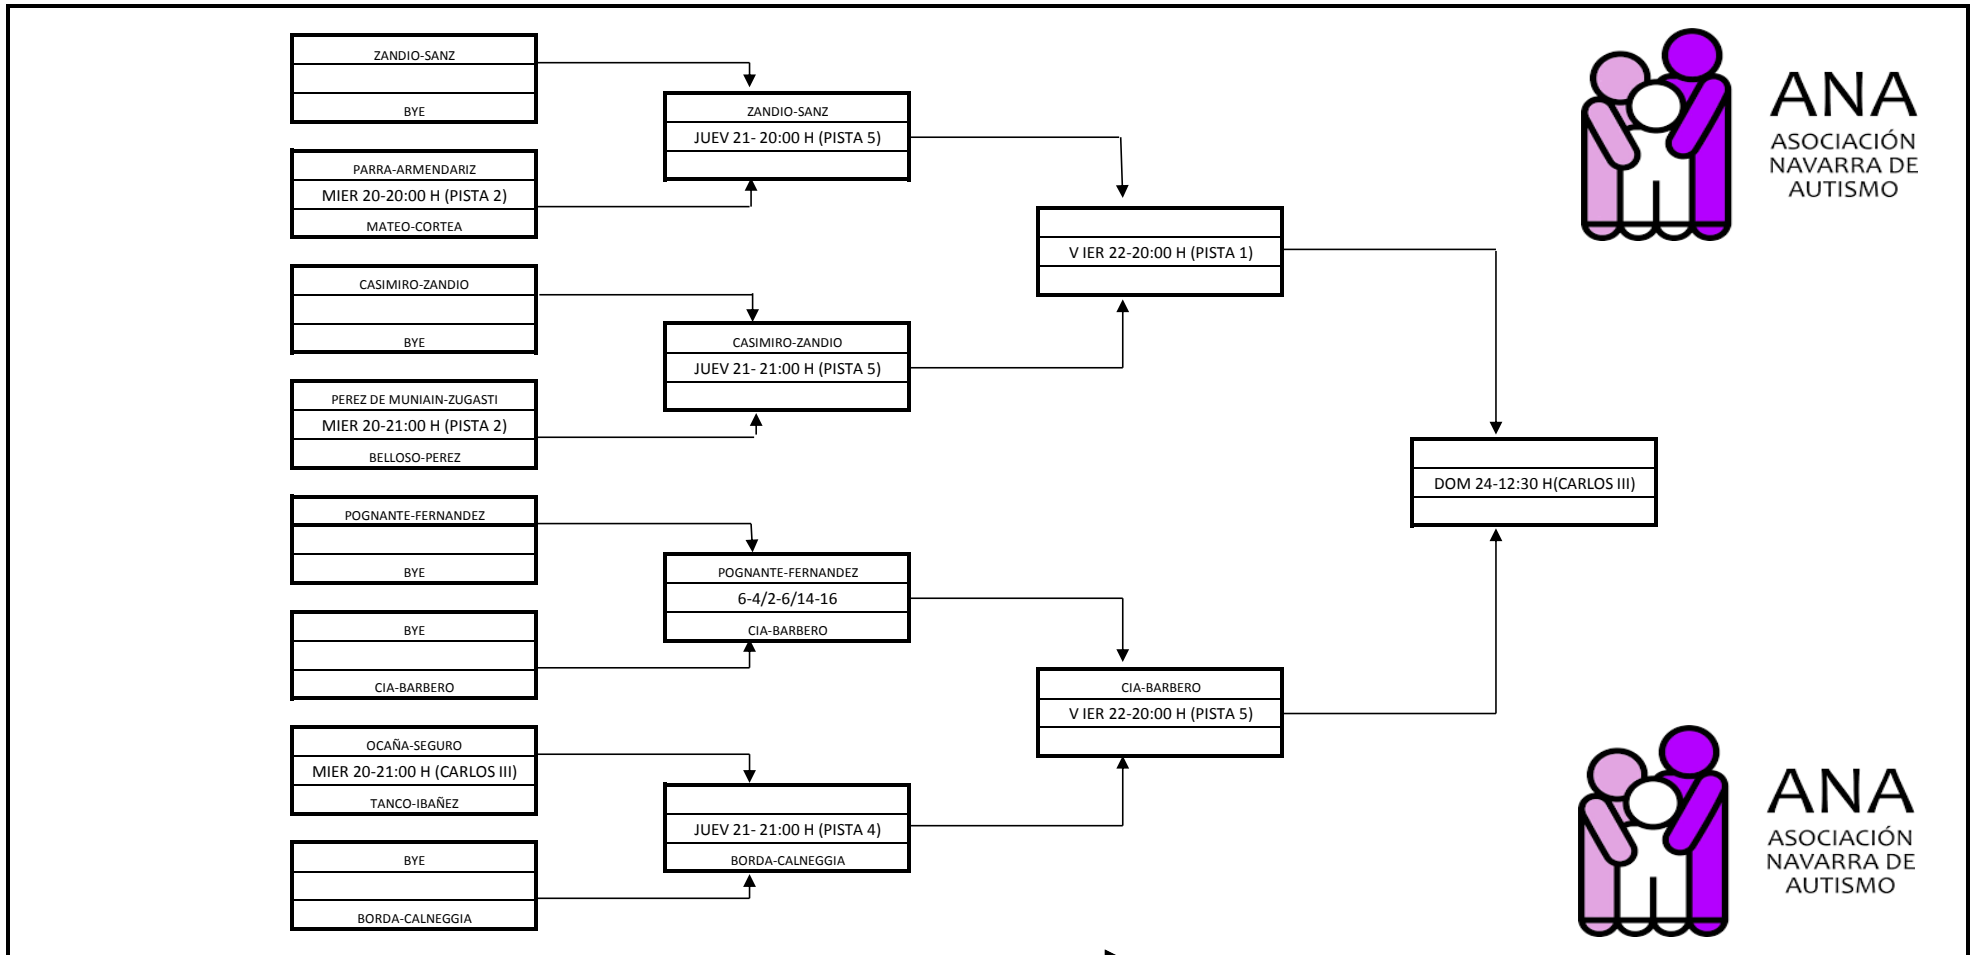 ZANDIO-SANZ
BYE
PARRA-ARMENDARIZ
MIER 20-20:00 H (PISTA 2)
MATEO-CORTEA
CASIMIRO-ZANDIO
BYE
PEREZ DE MUNIAIN-ZUGASTI
MIER 20-21:00 H (PISTA 2)
BELLOSO-PEREZ
POGNANTE-FERNANDEZ
BYE
BYE
CIA-BARBERO
OCAÑA-SEGURO
MIER 20-21:00 H (CARLOS III)
TANCO-IBAÑEZ
BYE
BORDA-CALNEGGIA
ZANDIO-SANZ
JUEV 21- 20:00 H (PISTA 5)
CASIMIRO-ZANDIO
JUEV 21- 21:00 H (PISTA 5)
POGNANTE-FERNANDEZ
6-4/2-6/14-16
CIA-BARBERO
JUEV 21- 21:00 H (PISTA 4)
BORDA-CALNEGGIA
V IER 22-20:00 H (PISTA 1)
CIA-BARBERO
V IER 22-20:00 H (PISTA 5)
DOM 24-12:30 H(CARLOS III)
ANA
ASOCIACIÓN
NAVARRA DE
AUTISMO
ANA
ASOCIACIÓN
NAVARRA DE
AUTISMO